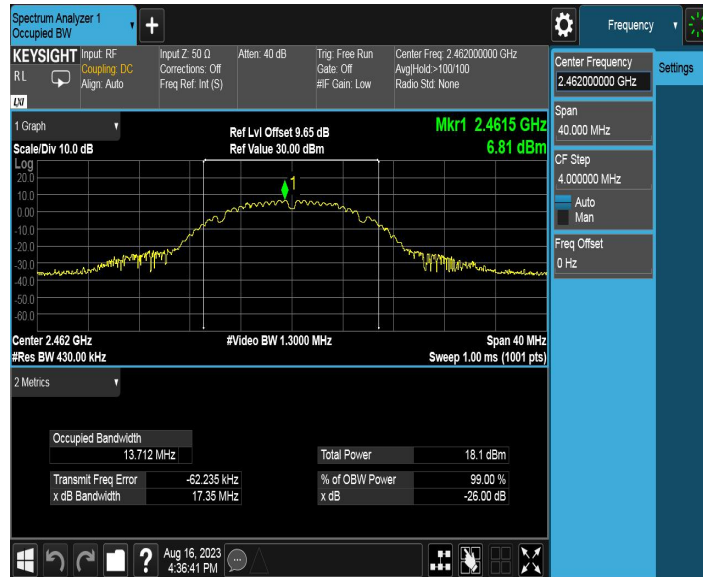 Spectrum Analyzer 1
Occupied BW
+
Frequency
KEYSIGHT
RL
LXI
Input: RF
Coupling: DC
Align: Auto
Input Z: 50 Ω
Corrections: Off
Freq Ref: Int (S)
Atten: 40 dB
Trig: Free Run
Gate: Off
#IF Gain: Low
Center Freq: 2.462000000 GHz
Avg|Hold:>100/100
Radio Std: None
Center Frequency
2.462000000 GHz
Settings
Span
40.000 MHz
CF Step
4.000000 MHz
Auto
Man
Freq Offset
0 Hz
1 Graph
Scale/Div 10.0 dB
Ref Lvl Offset 9.65 dB
Ref Value 30.00 dBm
Mkr1 2.4615 GHz
6.81 dBm
Log
20.0
10.0
0.00
-10.0
-20.0
-30.0
-40.0
-50.0
-60.0
1
Center 2.462 GHz
#Video BW 1.3000 MHz
Span 40 MHz
#Res BW 430.00 kHz
Sweep 1.00 ms (1001 pts)
2 Metrics
Occupied Bandwidth
13.712 MHz
Total Power 18.1 dBm
Transmit Freq Error -62.235 kHz
% of OBW Power 99.00 %
x dB Bandwidth 17.35 MHz
x dB -26.00 dB
?
Aug 16, 2023
4:36:41 PM